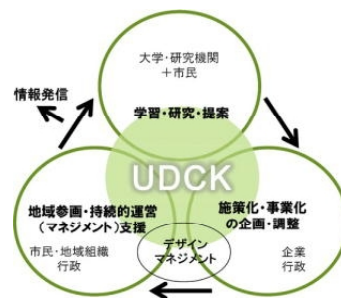 大学・研究機関
＋市民
情報発信
学習・研究・提案
UDCK
地域参画・持続的運営
（マネジメント）支援
市民・地域組織
行政
施策化・事業化
の企画・調整
企業
行政
デザイン
マネジメント